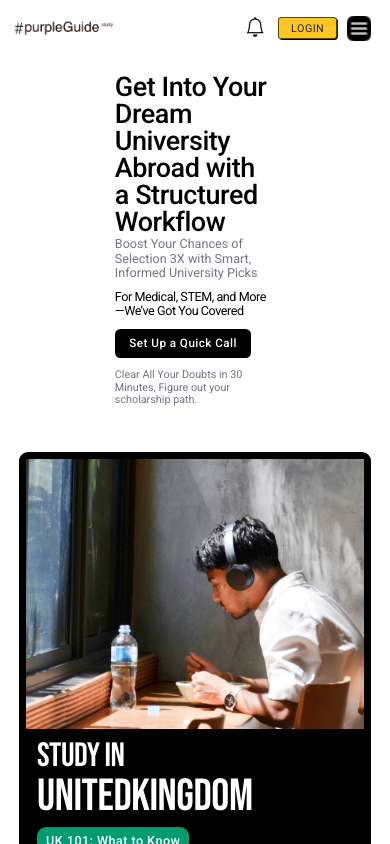 #purpleGuide study
LOGIN
Get Into Your
Dream
University
Abroad with
a Structured
Workflow
Boost Your Chances of
Selection 3X with Smart,
Informed University Picks
For Medical, STEM, and More
—We’ve Got You Covered
Set Up a Quick Call
Clear All Your Doubts in 30
Minutes, Figure out your
scholarship path.
STUDY IN
UNITEDKINGDOM
UK 101: What to Know